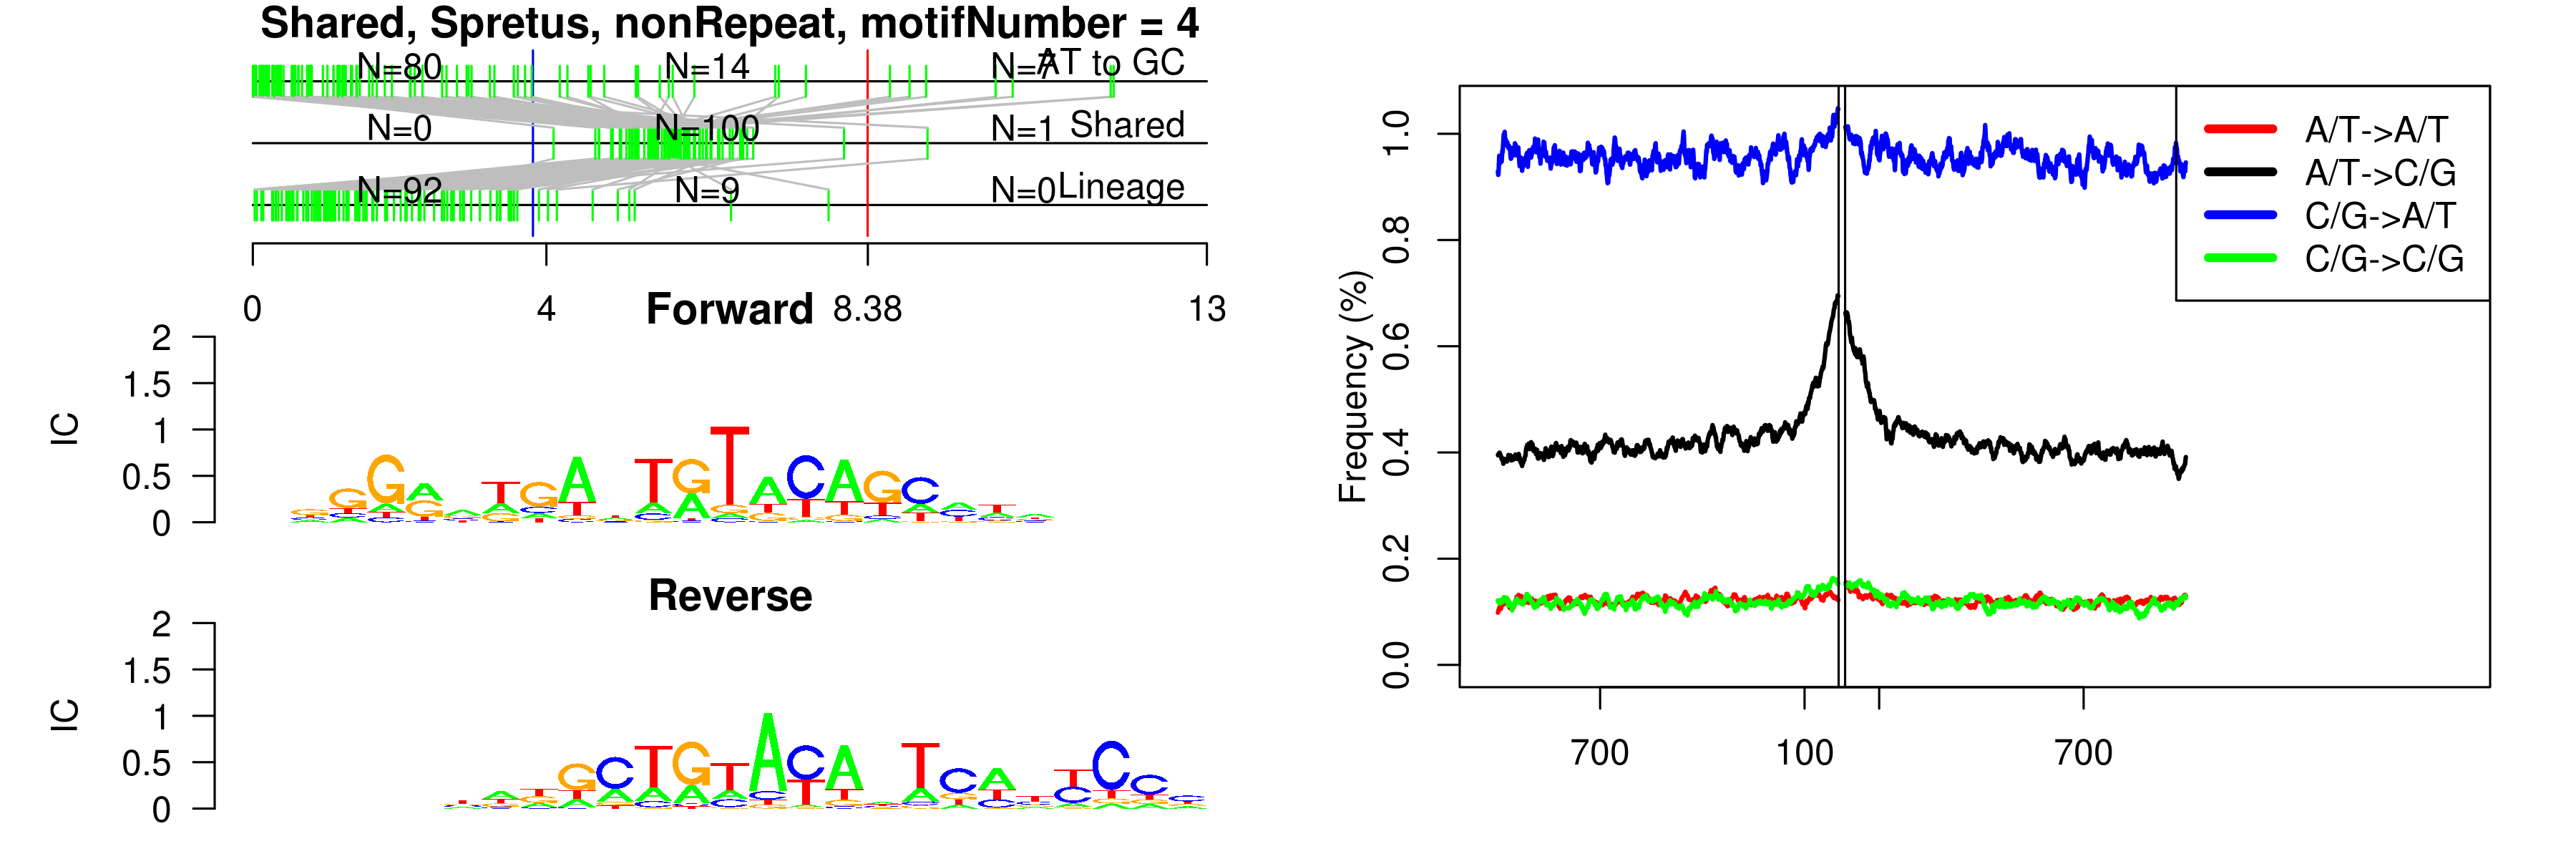 Shared, Spretus, nonRepeat, motifNumber = 4
N=80 N=14 N=7 AT to GC
N=0 N=100 N=1 Shared
N=92 N=9 N=0 Lineage
0 4 8.38 13
Forward
2
1.5
1
0.5
0
IC
Reverse
2
1.5
1
0.5
0
IC
A/T->A/T
A/T->C/G
C/G->A/T
C/G->C/G
1.0
0.8
0.6
0.4
0.2
0.0
Frequency (%)
700 100 700